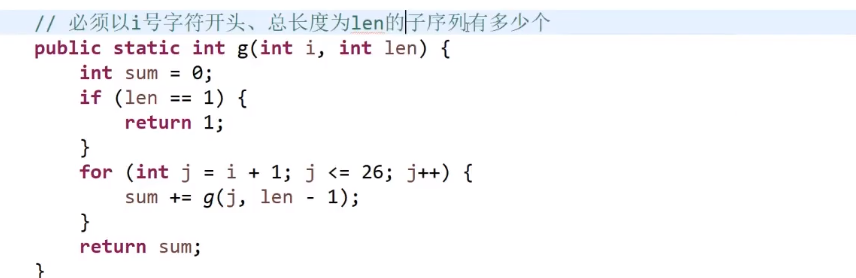 // 必须以i号字符开头、总长度为len的子序列有多少个
public static int g(int i, int len) {
int sum = 0;
if (len == 1) {
return 1;
}
for (int j = i + 1; j <= 26; j++) {
sum += g(j, len - 1);
}
return sum;
}